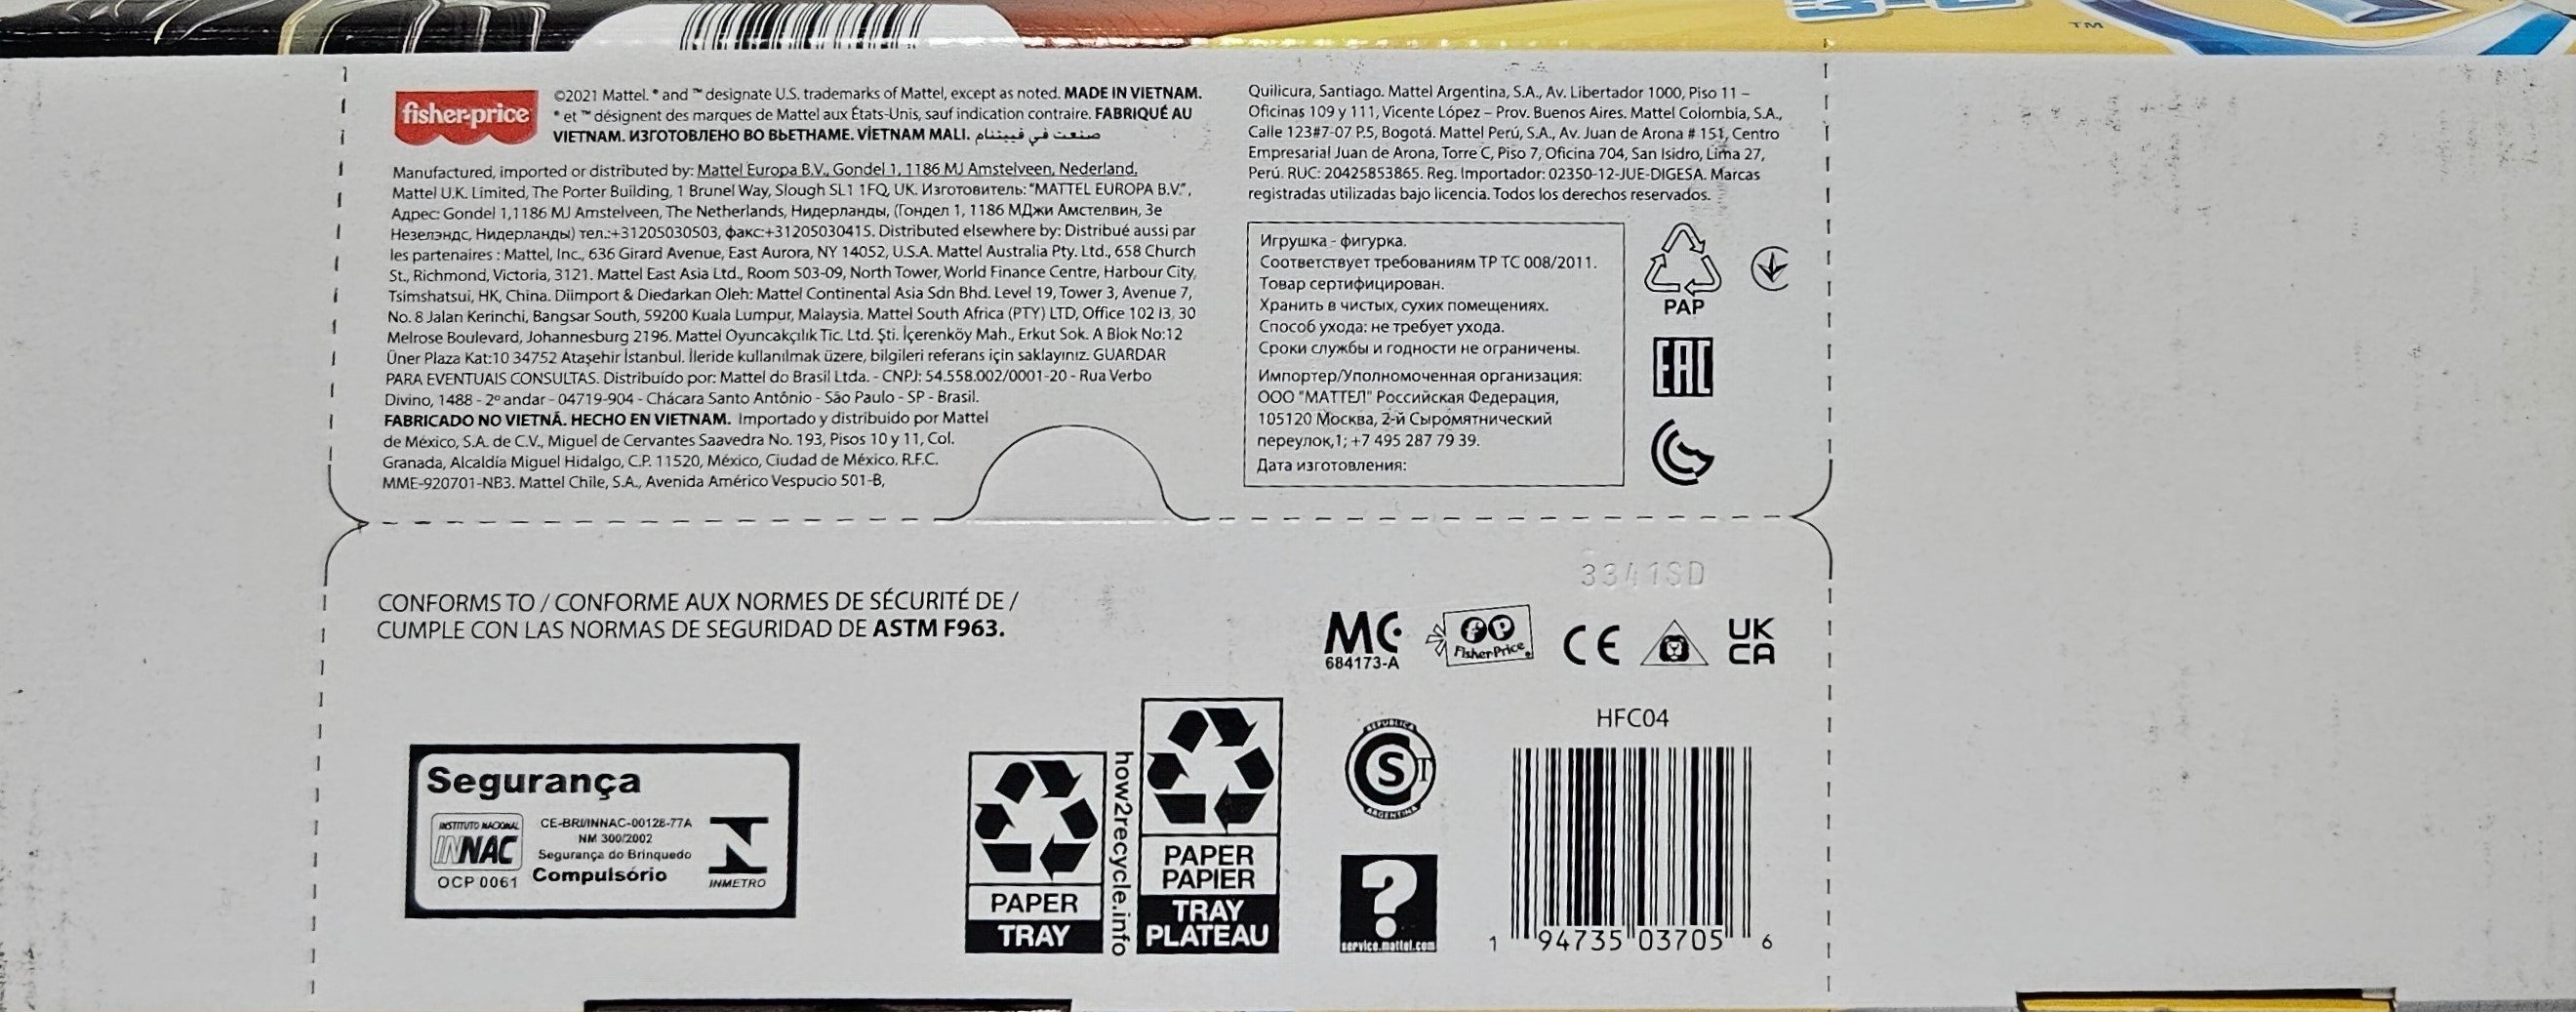 ™
fisher-price
©2021 Mattel. ® and ™ designate U.S. trademarks of Mattel, except as noted. MADE IN VIETNAM.
® et ™ désignent des marques de Mattel aux États-Unis, sauf indication contraire. FABRIQUÉ AU
VIETNAM. ИЗГОТОВЛЕНО ВО ВЬЕТНАМЕ. VİETNAM MALI. صنعت في فييتنام
Manufactured, imported or distributed by: Mattel Europa B.V., Gondel 1, 1186 MJ Amstelveen, Nederland.
Mattel U.K. Limited, The Porter Building, 1 Brunel Way, Slough SL1 1FQ, UK. Изготовитель: "MATTEL EUROPA B.V.",
Адрес: Gondel 1,1186 MJ Amstelveen, The Netherlands, Нидерланды, (Гондел 1, 1186 МДжи Амстелвин, Зе
Незелэндс, Нидерланды) тел.:+31205030503, факс:+31205030415. Distributed elsewhere by: Distribué aussi par
les partenaires : Mattel, Inc., 636 Girard Avenue, East Aurora, NY 14052, U.S.A. Mattel Australia Pty. Ltd., 658 Church
St., Richmond, Victoria, 3121. Mattel East Asia Ltd., Room 503-09, North Tower, World Finance Centre, Harbour City,
Tsimshatsui, HK, China. Diimport & Diedarkan Oleh: Mattel Continental Asia Sdn Bhd. Level 19, Tower 3, Avenue 7,
No. 8 Jalan Kerinchi, Bangsar South, 59200 Kuala Lumpur, Malaysia. Mattel South Africa (PTY) LTD, Office 102 I3, 30
Melrose Boulevard, Johannesburg 2196. Mattel Oyuncakçılık Tic. Ltd. Şti. İçerenköy Mah., Erkut Sok. A Blok No:12
Üner Plaza Kat:10 34752 Ataşehir İstanbul. İleride kullanılmak üzere, bilgileri referans için saklayınız. GUARDAR
PARA EVENTUAIS CONSULTAS. Distribuído por: Mattel do Brasil Ltda. - CNPJ: 54.558.002/0001-20 - Rua Verbo
Divino, 1488 - 2º andar - 04719-904 - Chácara Santo Antônio - São Paulo - SP - Brasil.
FABRICADO NO VIETNÃ. HECHO EN VIETNAM. Importado y distribuido por Mattel
de México, S.A. de C.V., Miguel de Cervantes Saavedra No. 193, Pisos 10 y 11, Col.
Granada, Alcaldía Miguel Hidalgo, C.P. 11520, México, Ciudad de México. R.F.C.
MME-920701-NB3. Mattel Chile, S.A., Avenida Américo Vespucio 501-B,
Quilicura, Santiago. Mattel Argentina, S.A., Av. Libertador 1000, Piso 11 –
Oficinas 109 y 111, Vicente López – Prov. Buenos Aires. Mattel Colombia, S.A.,
Calle 123#7-07 P.5, Bogotá. Mattel Perú, S.A., Av. Juan de Arona # 151, Centro
Empresarial Juan de Arona, Torre C, Piso 7, Oficina 704, San Isidro, Lima 27,
Perú. RUC: 20425853865. Reg. Importador: 02350-12-JUE-DIGESA. Marcas
registradas utilizadas bajo licencia. Todos los derechos reservados.
Игрушка - фигурка.
Соответствует требованиям ТР ТС 008/2011.
Товар сертифицирован.
Хранить в чистых, сухих помещениях.
Способ ухода: не требует ухода.
Сроки службы и годности не ограничены.
Импортер/Уполномоченная организация:
ООО "МАТТЕЛ" Российская Федерация,
105120 Москва, 2-й Сыромятнический
переулок,1; +7 495 287 79 39.
Дата изготовления:
PAP
EAC
3341SD
CONFORMS TO / CONFORME AUX NORMES DE SÉCURITÉ DE /
CUMPLE CON LAS NORMAS DE SEGURIDAD DE ASTM F963.
MC
684173-A
fp
Fisher-Price
CE
UK
CA
Segurança
INSTITUTO NACIONAL
INNAC
OCP 0061
CE-BRI/INNAC-00128-77A
NM 300/2002
Segurança do Brinquedo
Compulsório
INMETRO
PAPER
TRAY
how2recycle.info
PAPER
PAPIER
TRAY
PLATEAU
REPUBLICA
S
ARGENTINA
?
service.mattel.com
HFC04
1 94735 03705 6